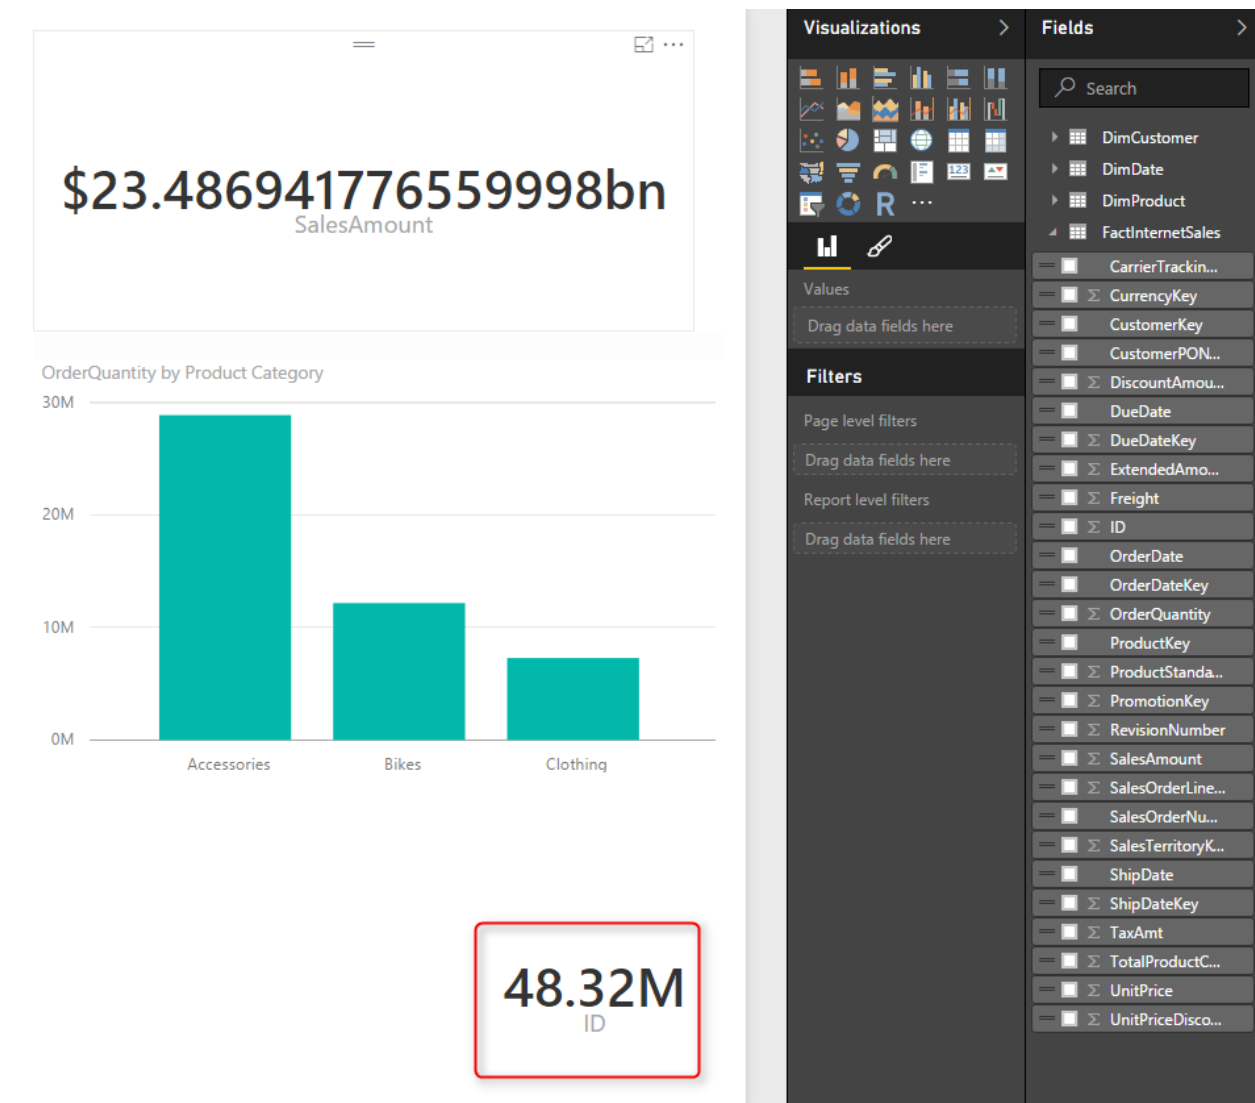 $23.4869417776559998bn
SalesAmount
OrderQuantity by Product Category
30M
20M
10M
0M
Accessories
Bikes
Clothing
48.32M
ID
Visualizations
123
R
Values
Drag data fields here
Filters
Page level filters
Drag data fields here
Report level filters
Drag data fields here
Fields
Search
DimCustomer
DimDate
DimProduct
FactInternetSales
CarrierTrackin...
Σ CurrencyKey
CustomerKey
CustomerPON...
Σ DiscountAmou...
DueDate
Σ DueDateKey
Σ ExtendedAmo...
Σ Freight
Σ ID
OrderDate
OrderDateKey
Σ OrderQuantity
ProductKey
Σ ProductStanda...
Σ PromotionKey
Σ RevisionNumber
Σ SalesAmount
Σ SalesOrderLine...
SalesOrderNu...
Σ SalesTerritoryK...
ShipDate
Σ ShipDateKey
Σ TaxAmt
Σ TotalProductC...
Σ UnitPrice
Σ UnitPriceDisco...